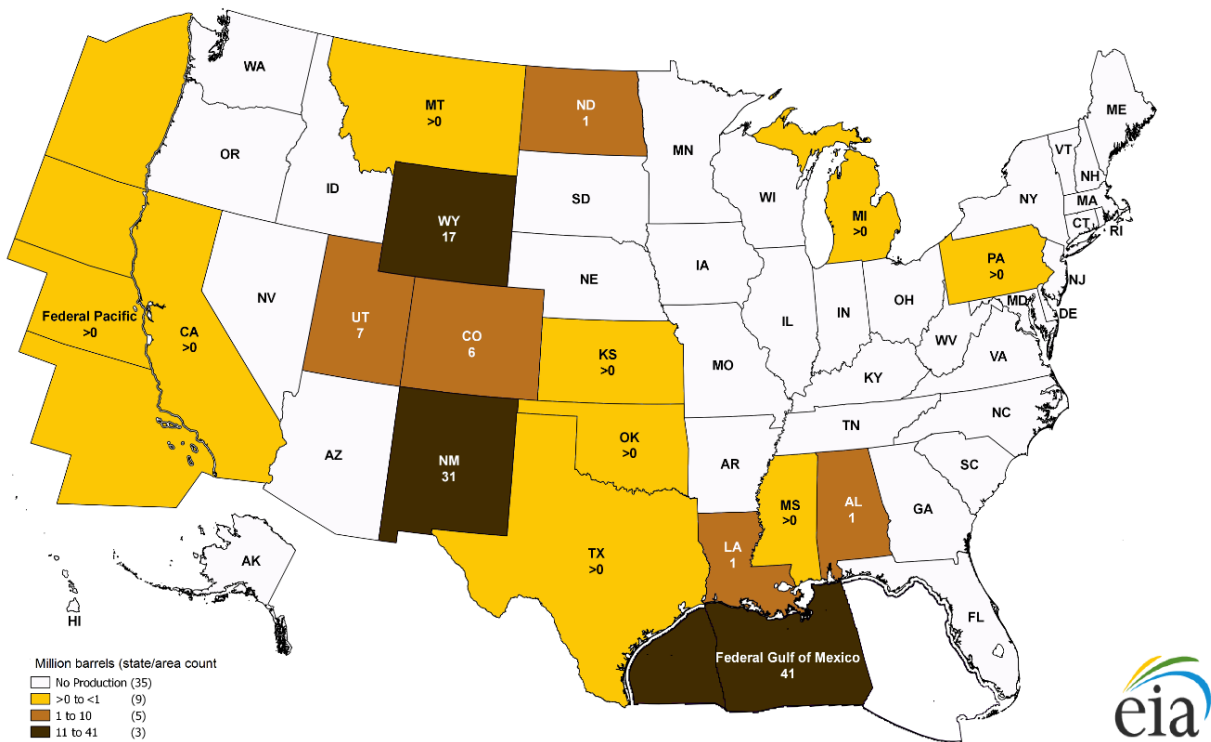 WA
MT
>0
ND
1
ME
OR
ID
MN
VT
NH
WY
17
SD
WI
MI
>0
NY
MA
CT
RI
IA
NE
PA
>0
NJ
NV
UT
7
CO
6
IL
IN
OH
MD
DE
Federal Pacific
>0
CA
>0
KS
>0
MO
WV
VA
KY
NC
TN
AZ
NM
31
OK
>0
AR
SC
MS
>0
AL
1
GA
LA
1
TX
>0
AK
HI
FL
Federal Gulf of Mexico
41
Million barrels (state/area count
No Production (35)
>0 to <1 (9)
1 to 10 (5)
11 to 41 (3)
eia